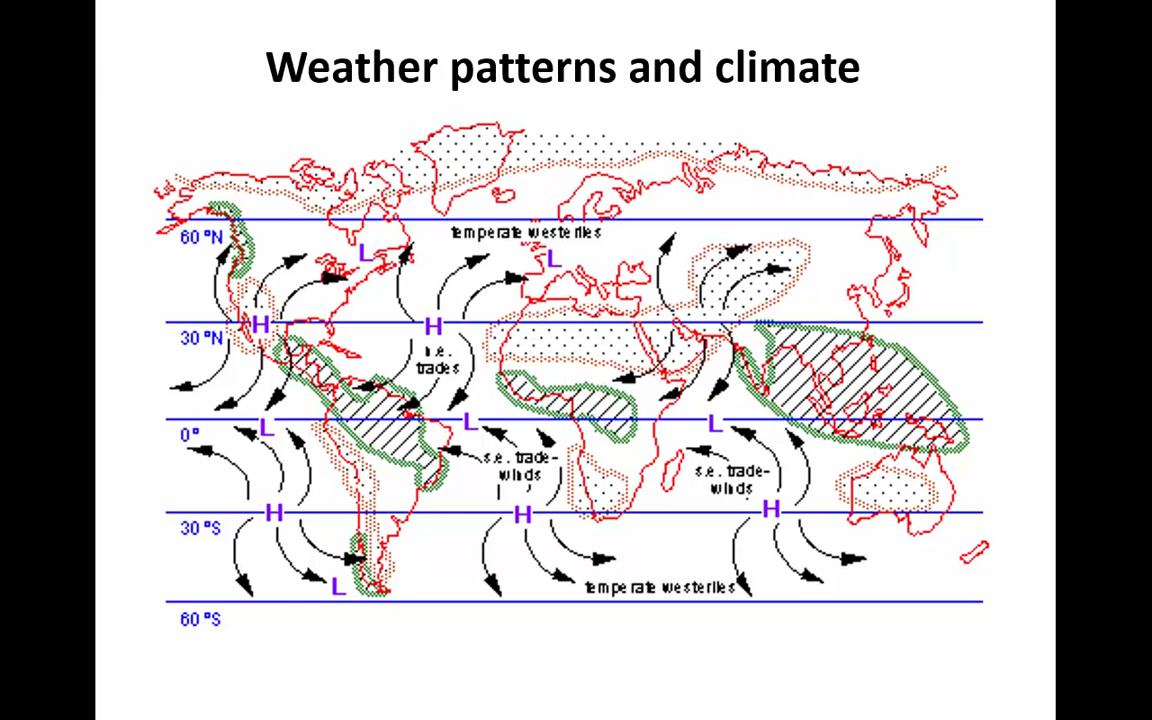 Weather patterns and climate
temperate westerlies
60 °N
L
L
H
H
30 °N
n.e.
trades
L
L
L
0°
s.e. trade-
winds
s.e. trade-
winds
H
H
H
30 °S
L
temperate westerlies
60 °S